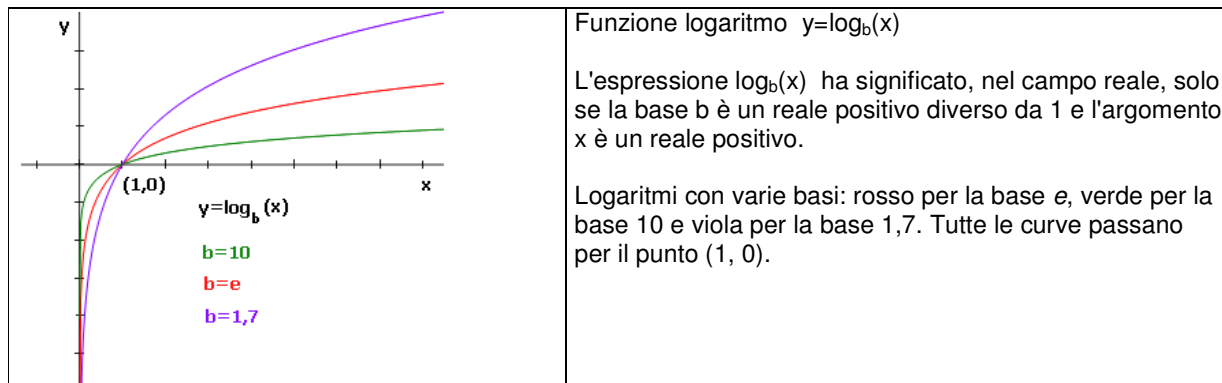 y
(1,0)
x
y=log_b(x)
b=10
b=e
b=1,7
Funzione logaritmo y=log_b(x)
L'espressione log_b(x) ha significato, nel campo reale, solo
se la base b è un reale positivo diverso da 1 e l'argomento
x è un reale positivo.
Logaritmi con varie basi: rosso per la base e, verde per la
base 10 e viola per la base 1,7. Tutte le curve passano
per il punto (1, 0).